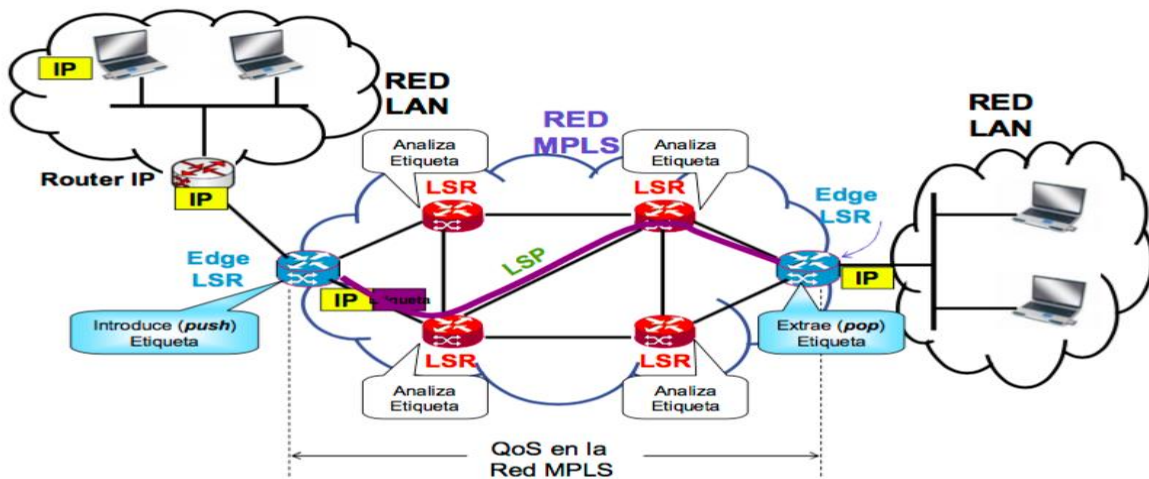 IP
RED
LAN
Router IP
IP
RED
MPLS
RED
LAN
Analiza
Etiqueta
Analiza
Etiqueta
LSR
LSR
Edge
LSR
Edge
LSR
LSP
IP
IP
Introduce (push)
Etiqueta
Extrae (pop)
Etiqueta
LSR
LSR
Analiza
Etiqueta
Analiza
Etiqueta
QoS en la
Red MPLS